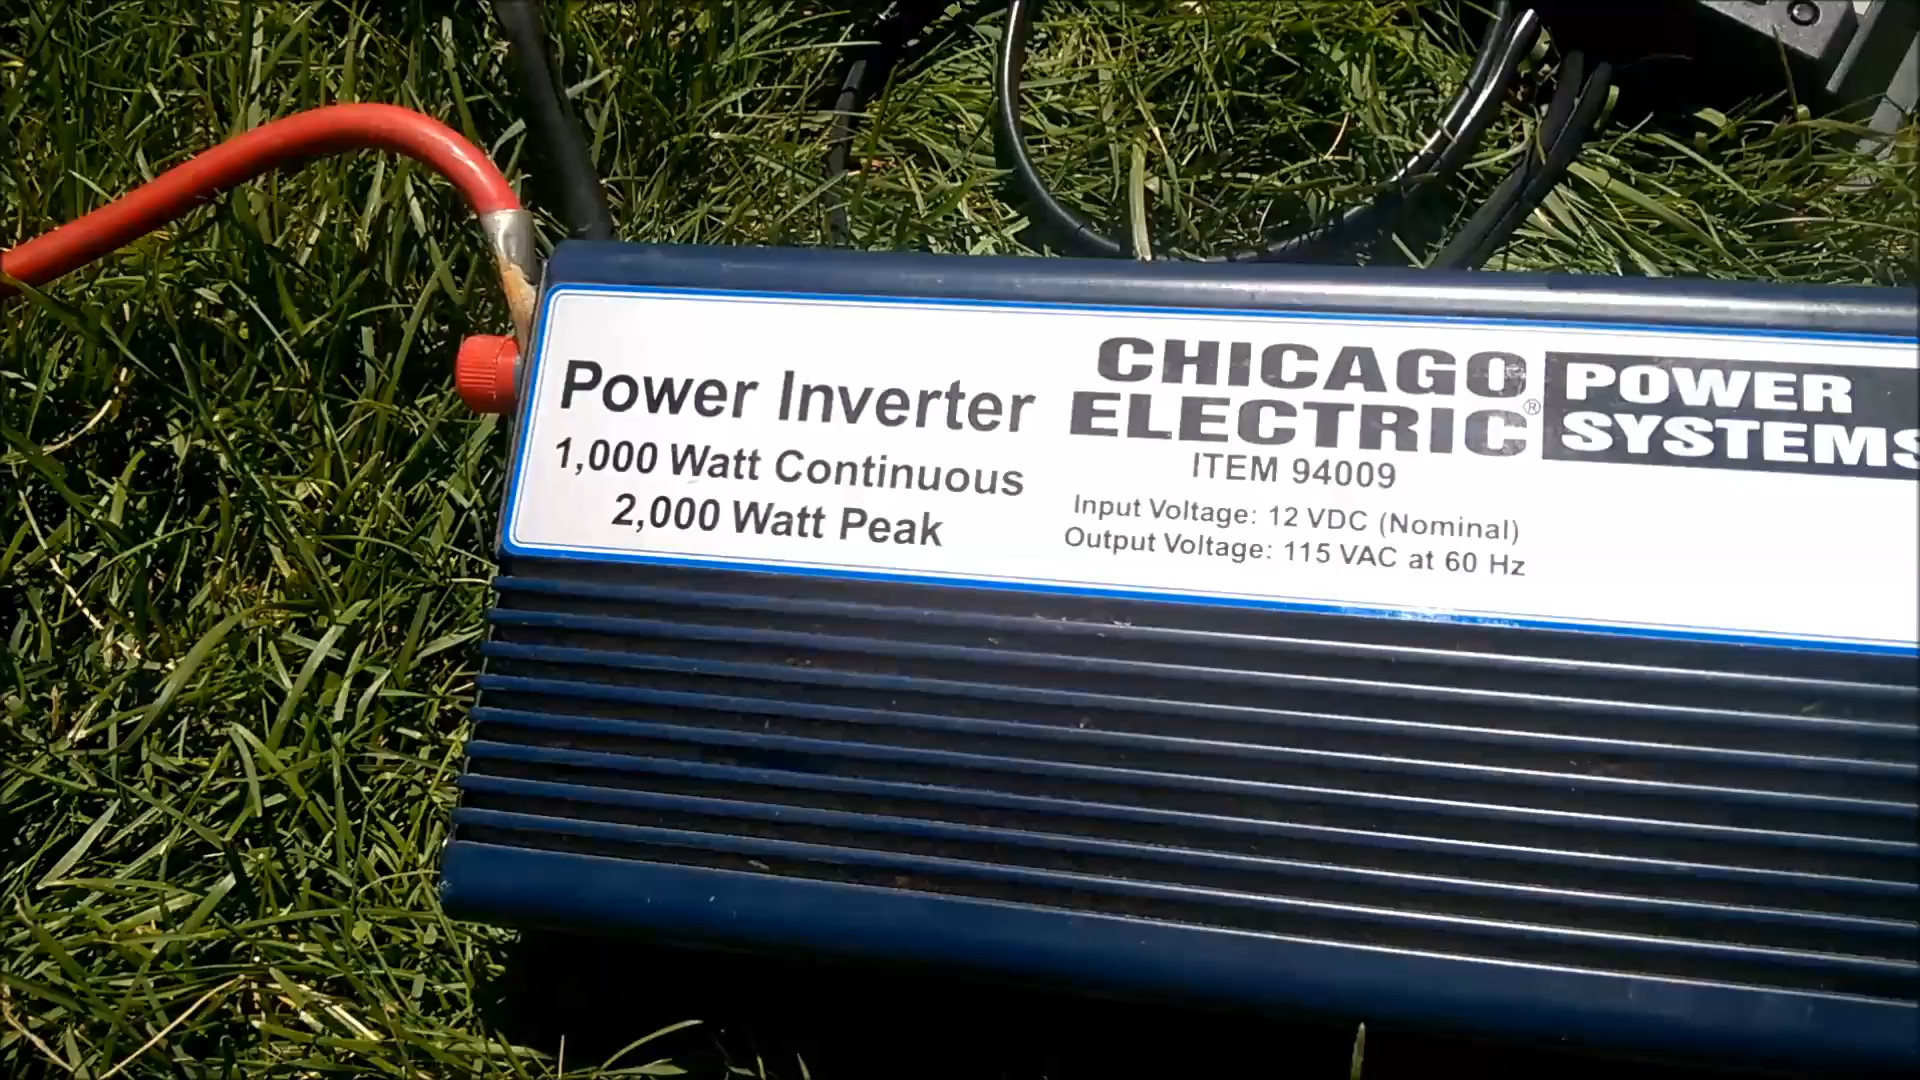 Power Inverter
1,000 Watt Continuous
2,000 Watt Peak
CHICAGO
ELECTRIC®
POWER
SYSTEMS
ITEM 94009
Input Voltage: 12 VDC (Nominal)
Output Voltage: 115 VAC at 60 Hz